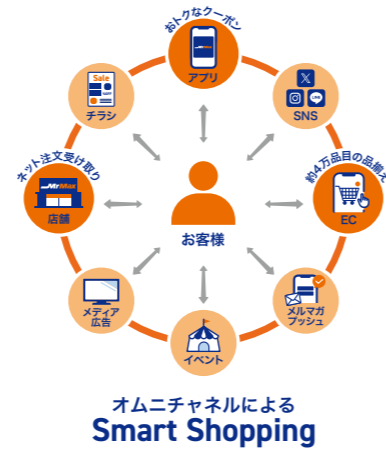 おトクなクーポン
MrMax
アプリ
Sale
チラシ
X
LINE
SNS
ネット注文受け取り
MrMax
店舗
約4万品目の品揃え
EC
お客様
メディア
広告
メルマガ
プッシュ
イベント
オムニチャネルによる
Smart Shopping